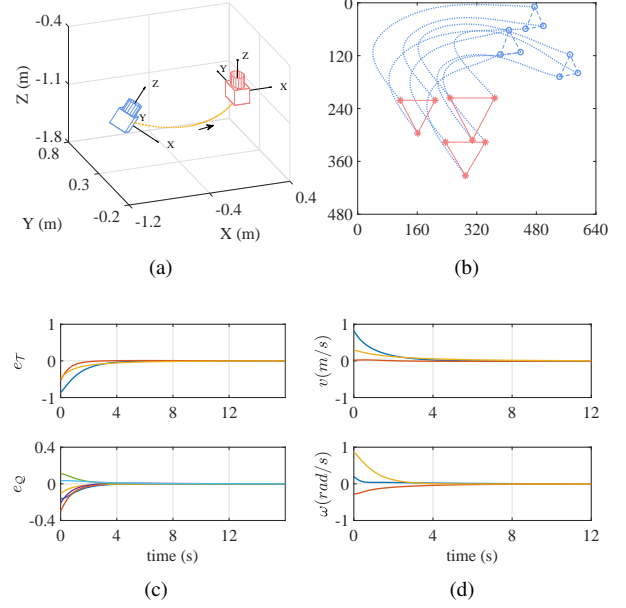 -0.4
-1.1
-1.8
Z (m)
0.8
0.3
-0.2
Y (m)
-1.2
-0.4
0.4
X (m)
Z
Y
X
Z
Y
X
(a)
0
120
240
360
480
0
160
320
480
640
(b)
1
0
-1
e𝒯
0
4
8
12
0.4
0
-0.4
e𝒬
0
4
8
12
time (s)
(c)
1
0
-1
v(m/s)
0
4
8
12
1
0
-1
ω(rad/s)
0
4
8
12
time (s)
(d)